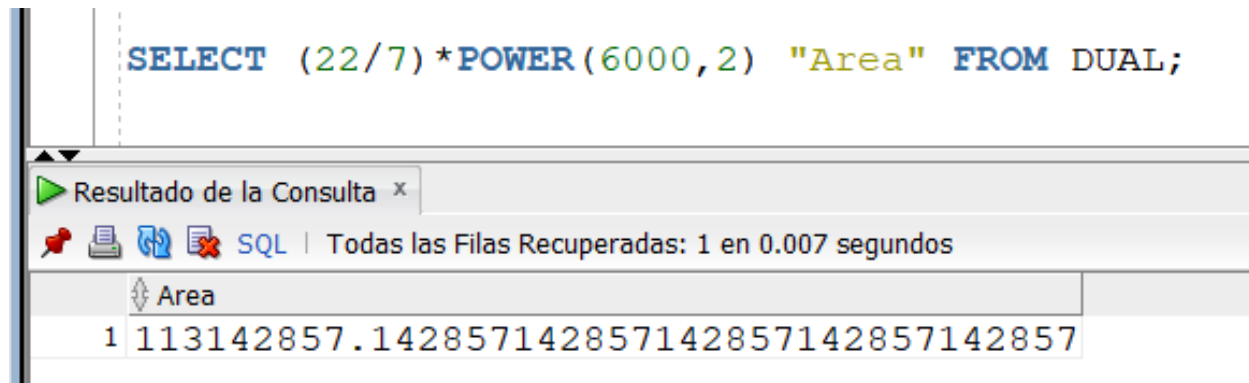 SELECT (22/7)*POWER(6000,2) "Area" FROM DUAL;
Resultado de la Consulta x
SQL | Todas las Filas Recuperadas: 1 en 0.007 segundos
Area
1 113142857.142857142857142857142857142857